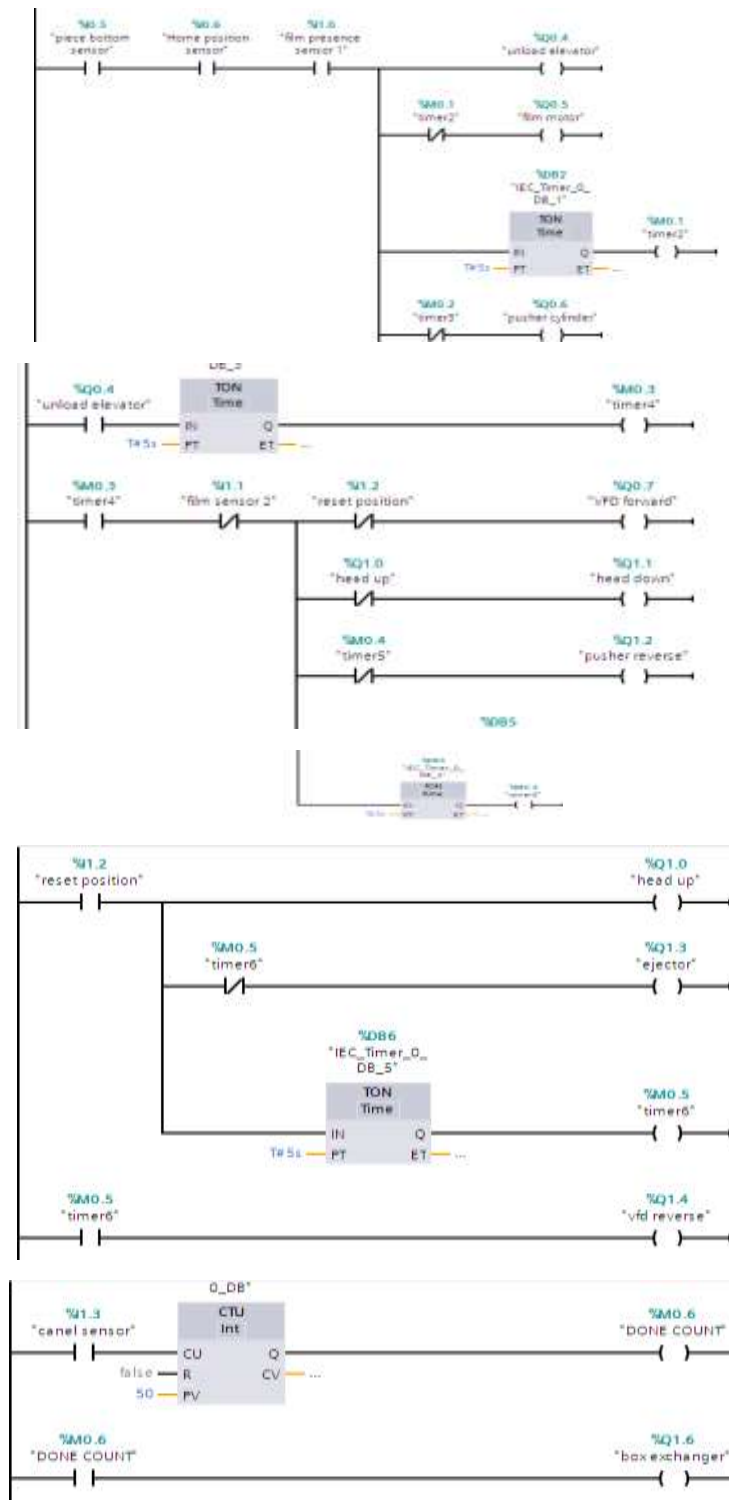 %I0.5 %I0.6 %I1.0
"piece bottom sensor" "Home position sensor" "film presence sensor 1"
%Q0.4
"unload elevator"
%M0.1 %Q0.5
"timer2" "film motor"
%DB2
"IEC_Timer_0_
DB_1"
TON
Time
%M0.1
"timer2"
IN Q
T#5s PT ET ...
%M0.2 %Q0.6
"timer3" "pusher cylinder"
DB_3"
%Q0.4 TON %M0.3
"unload elevator" Time "timer4"
IN Q
T#5s PT ET ...
%M0.3 %I1.1 %I1.2 %Q0.7
"timer4" "film sensor 2" "reset position" "VFD forward"
%Q1.0 %Q1.1
"head up" "head down"
%M0.4 %Q1.2
"timer5" "pusher reverse"
%DB5
TON
Time
IN Q
PT ET ...
%I1.2 %Q1.0
"reset position" "head up"
%M0.5 %Q1.3
"timer6" "ejector"
%DB6
"IEC_Timer_0_
DB_5"
TON
Time
%M0.5
"timer6"
IN Q
T#5s PT ET ...
%M0.5 %Q1.4
"timer6" "vfd reverse"
0_DB"
%I1.3 CTU %M0.6
"canel sensor" Int "DONE COUNT"
CU Q
false R CV ...
50 PV
%M0.6 %Q1.6
"DONE COUNT" "box exchanger"